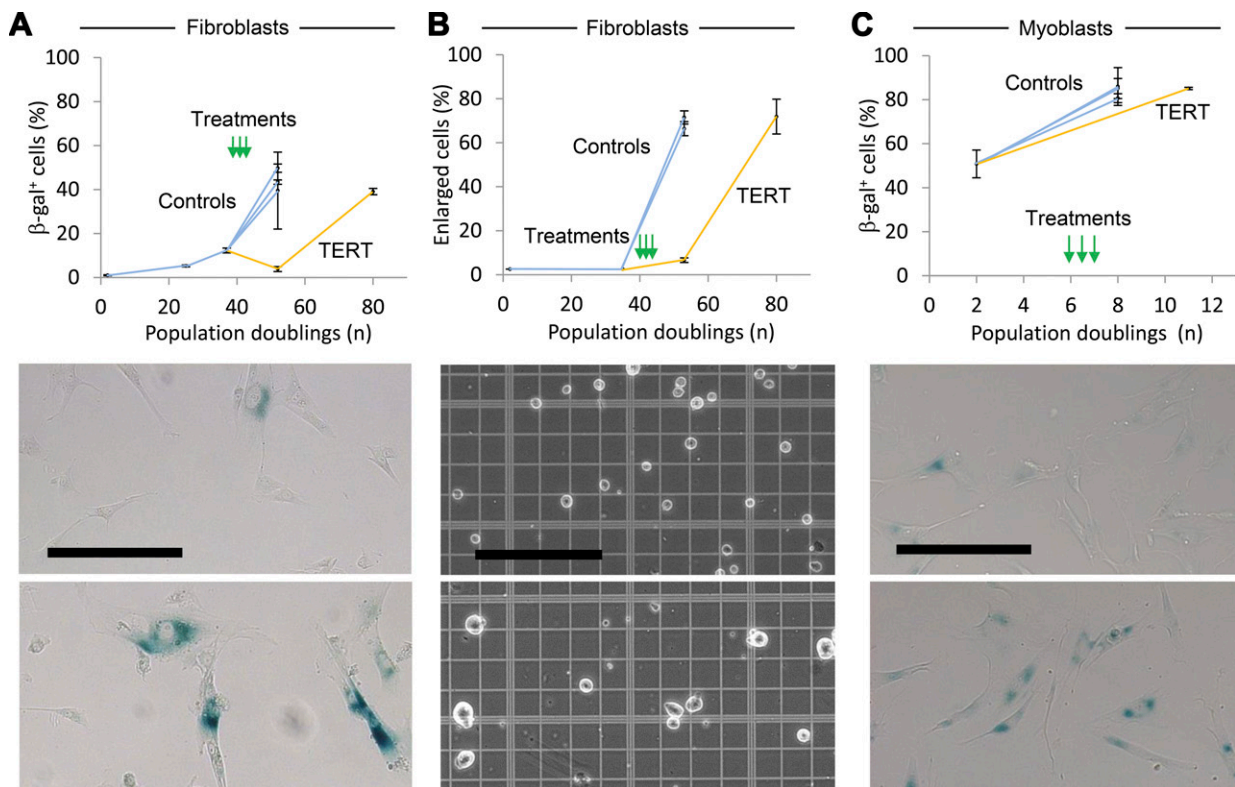 A
Fibroblasts
β-gal⁺ cells (%)
100
80
60
40
20
0
Treatments
Controls
TERT
0 20 40 60 80 100
Population doublings (n)
B
Fibroblasts
Enlarged cells (%)
100
80
60
40
20
0
Controls
Treatments
TERT
0 20 40 60 80 100
Population doublings (n)
C
Myoblasts
β-gal⁺ cells (%)
100
80
60
40
20
0
Controls
TERT
Treatments
0 2 4 6 8 10 12
Population doublings (n)